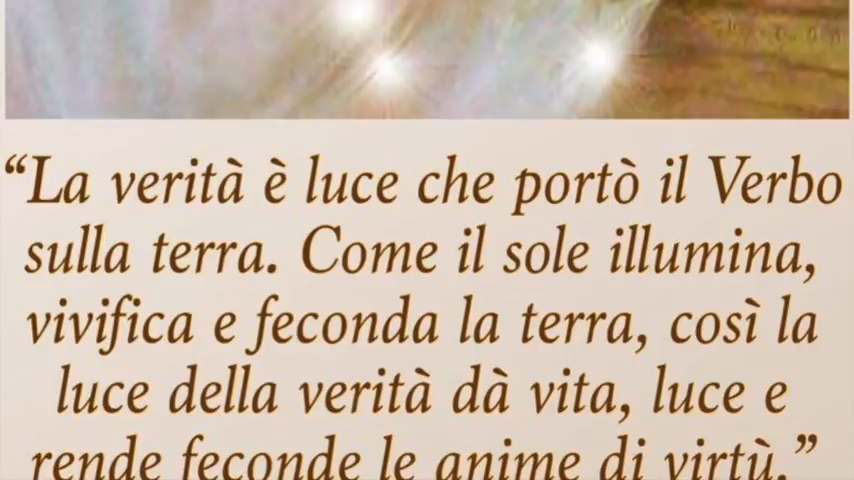 “La verità è luce che portò il Verbo
sulla terra. Come il sole illumina,
vivifica e feconda la terra, così la
luce della verità dà vita, luce e
rende feconde le anime di virtù.”